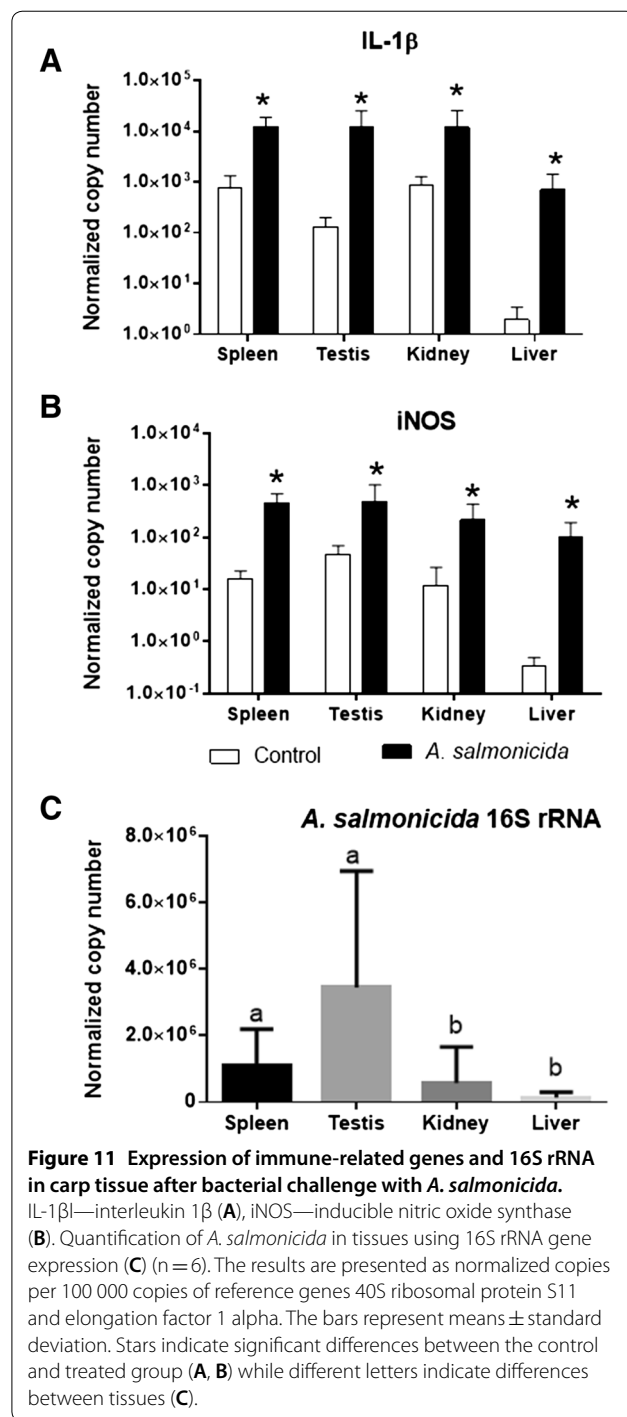 A
IL-1β
Normalized copy number
1.0×10⁵
1.0×10⁴
1.0×10³
1.0×10²
1.0×10¹
1.0×10⁰
* * * *
Spleen Testis Kidney Liver
B
iNOS
Normalized copy number
1.0×10⁴
1.0×10³
1.0×10²
1.0×10¹
1.0×10⁰
1.0×10⁻¹
* * * *
Spleen Testis Kidney Liver
Control A. salmonicida
C
A. salmonicida 16S rRNA
Normalized copy number
8.0×10⁶
6.0×10⁶
4.0×10⁶
2.0×10⁶
0
a a b b
Spleen Testis Kidney Liver
Figure 11 Expression of immune-related genes and 16S rRNA
in carp tissue after bacterial challenge with A. salmonicida.
IL-1βl—interleukin 1β (A), iNOS—inducible nitric oxide synthase
(B). Quantification of A. salmonicida in tissues using 16S rRNA gene
expression (C) (n = 6). The results are presented as normalized copies
per 100 000 copies of reference genes 40S ribosomal protein S11
and elongation factor 1 alpha. The bars represent means ± standard
deviation. Stars indicate significant differences between the control
and treated group (A, B) while different letters indicate differences
between tissues (C).